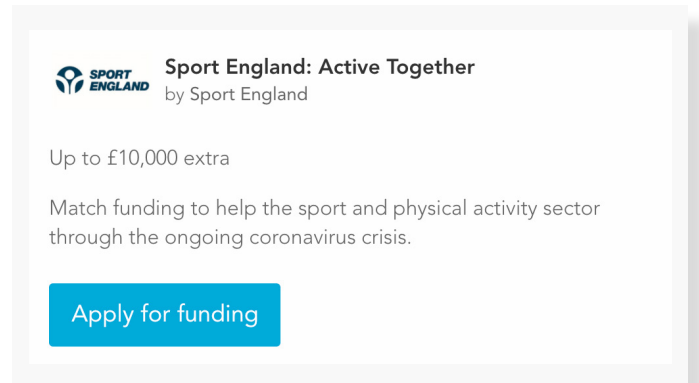 SPORT
ENGLAND
Sport England: Active Together
by Sport England
Up to £10,000 extra
Match funding to help the sport and physical activity sector
through the ongoing coronavirus crisis.
Apply for funding